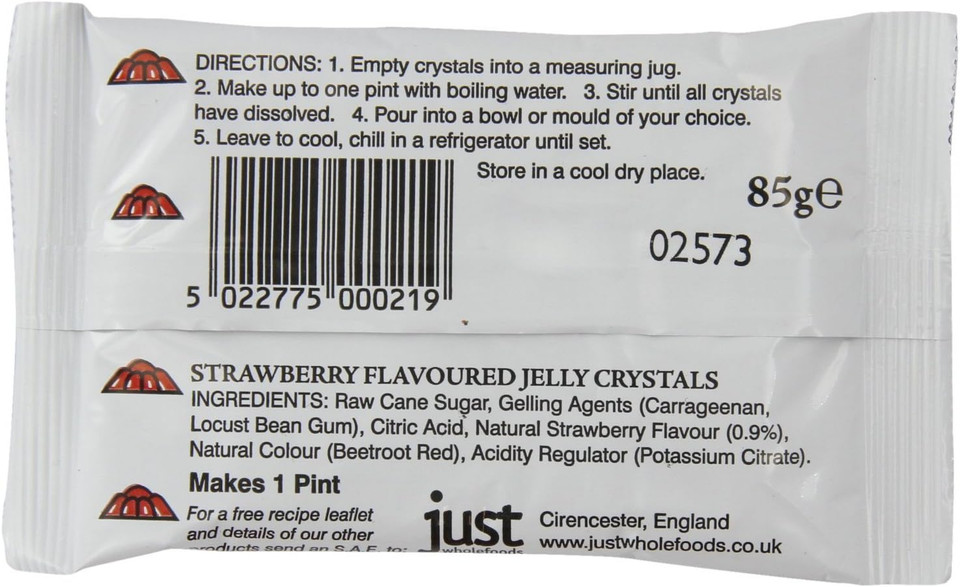 DIRECTIONS: 1. Empty crystals into a measuring jug.
2. Make up to one pint with boiling water. 3. Stir until all crystals
have dissolved. 4. Pour into a bowl or mould of your choice.
5. Leave to cool, chill in a refrigerator until set.
Store in a cool dry place.
85g℮
02573
5 022775 000219
STRAWBERRY FLAVOURED JELLY CRYSTALS
INGREDIENTS: Raw Cane Sugar, Gelling Agents (Carrageenan,
Locust Bean Gum), Citric Acid, Natural Strawberry Flavour (0.9%),
Natural Colour (Beetroot Red), Acidity Regulator (Potassium Citrate).
Makes 1 Pint
For a free recipe leaflet
and details of our other
products send an S.A.E. to:
just
wholefoods
Cirencester, England
www.justwholefoods.co.uk